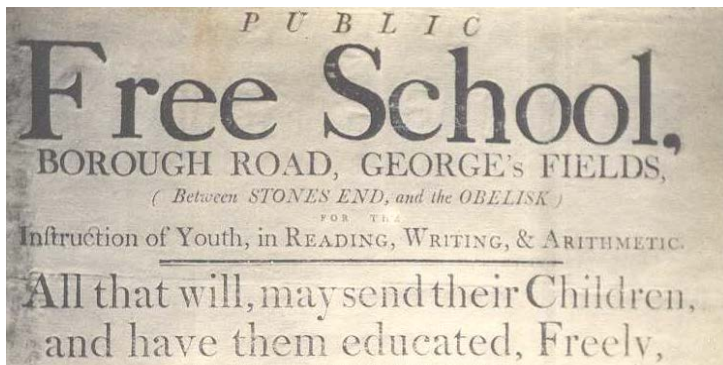 PUBLIC
Free School,
BOROUGH ROAD, GEORGE's FIELDS,
( Between STONES END, and the OBELISK )
FOR THE
Inſtruction of Youth, in READING, WRITING, & ARITHMETIC.
All that will, may send their Children,
and have them educated, Freely,